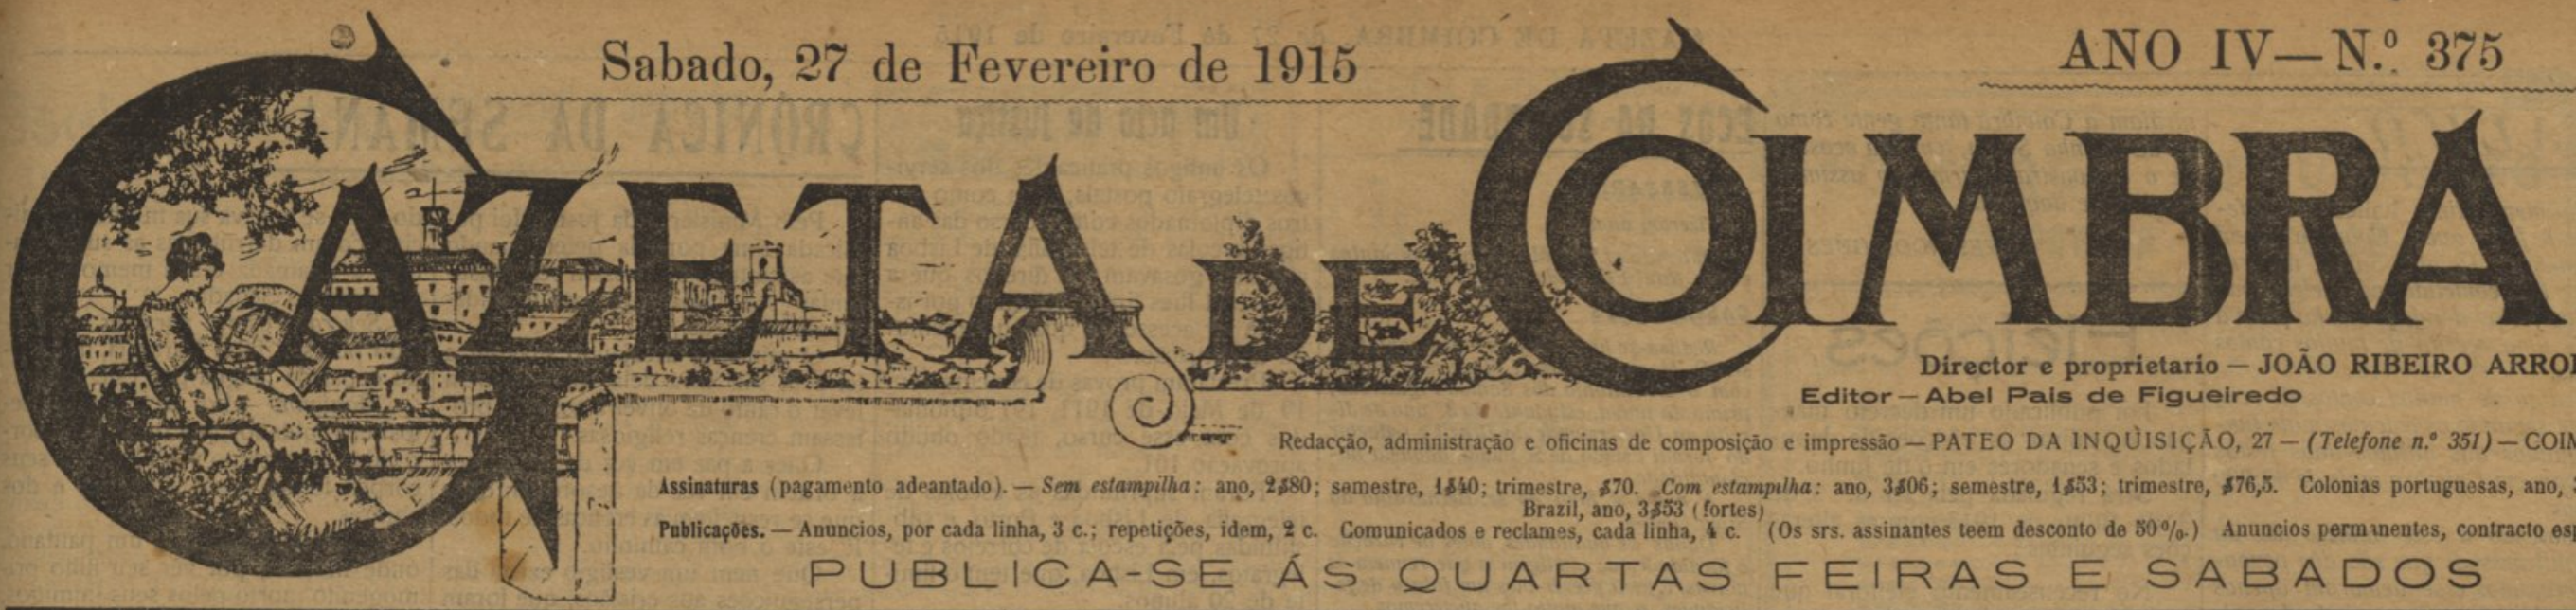 Sabado, 27 de Fevereiro de 1915
ANO IV—N.º 375
GAZETA DE COIMBRA
Director e proprietario — JOÃO RIBEIRO
Editor — Abel Pais de Figueiredo
Redacção, administração e oficinas de composição e impressão — PATEO DA INQUISIÇÃO, 27 — (Telefone n.º 351) —
Assinaturas (pagamento adeantado). — Sem estampilha: ano, 2$80; semestre, 1$40; trimestre, $70. Com estampilha: ano, 3$06; semestre, 1$53; trimestre, $76,5. Colonias portuguesas, ano,
Brazil, ano, 3$53 (fortes)
Publicações. — Anuncios, por cada linha, 3 c.; repetições, idem, 2 c. Comunicados e reclames, cada linha, 4 c. (Os srs. assinantes teem desconto de 50%.) Anuncios permanentes, contracto
PUBLICA-SE ÁS QUARTAS FEIRAS E SABADOS